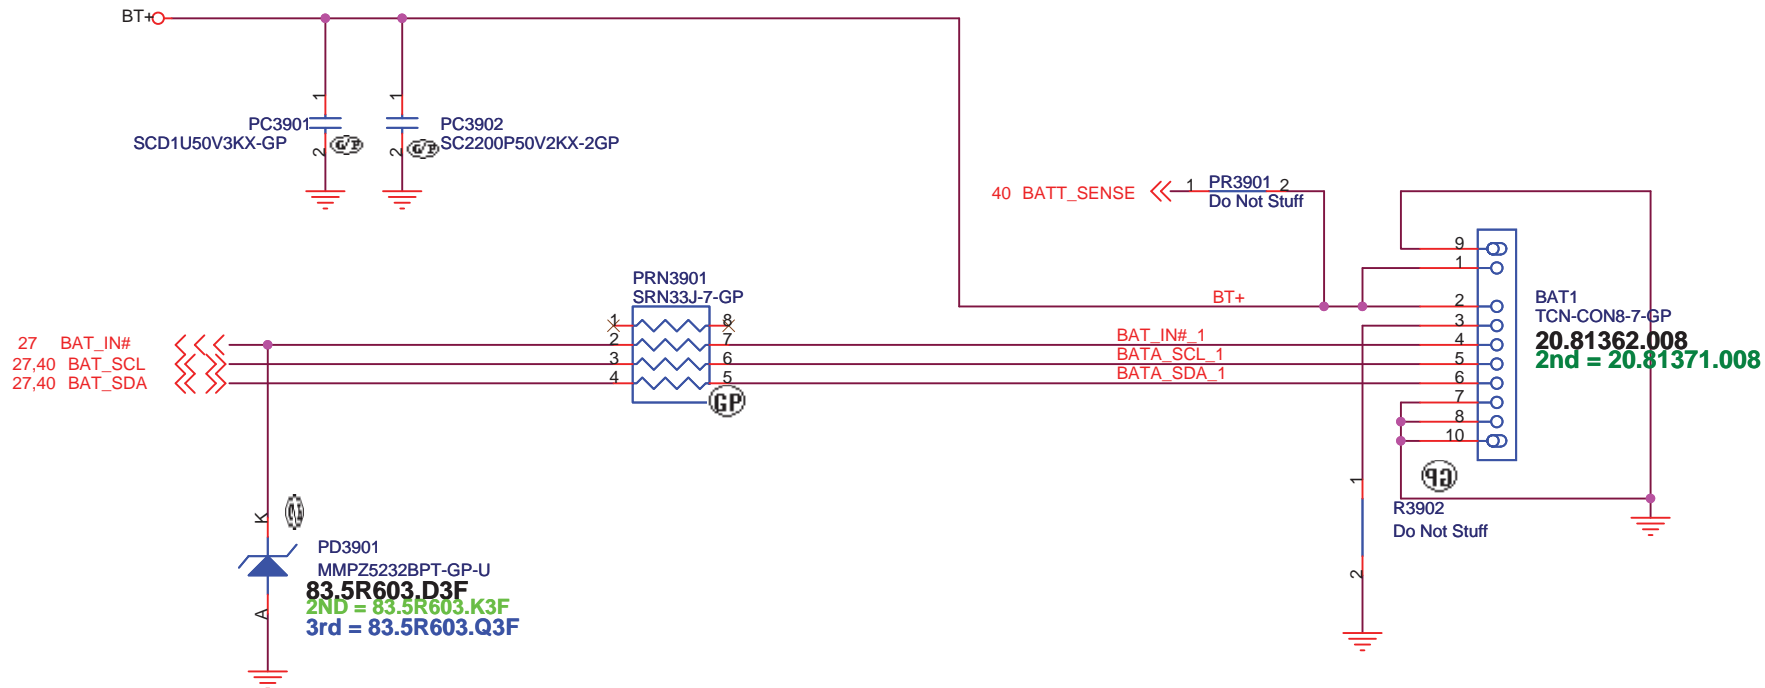 BT+
1
1
PC3901
SCD1U50V3KX-GP
2
G/P
PC3902
SC2200P50V2KX-2GP
2
G/P
40 BATT_SENSE
1
PR3901
2
Do Not Stuff
9
1
BT+
2
3
BAT_IN#_1
4
BATA_SCL_1
5
BATA_SDA_1
6
7
8
10
BAT1
TCN-CON8-7-GP
20.81362.008
2nd = 20.81371.008
PRN3901
SRN33J-7-GP
1
8
27 BAT_IN#
2
7
27,40 BAT_SCL
3
6
27,40 BAT_SDA
4
5
GP
GP
1
R3902
Do Not Stuff
2
K
PD3901
MMPZ5232BPT-GP-U
83.5R603.D3F
2ND = 83.5R603.K3F
3rd = 83.5R603.Q3F
A